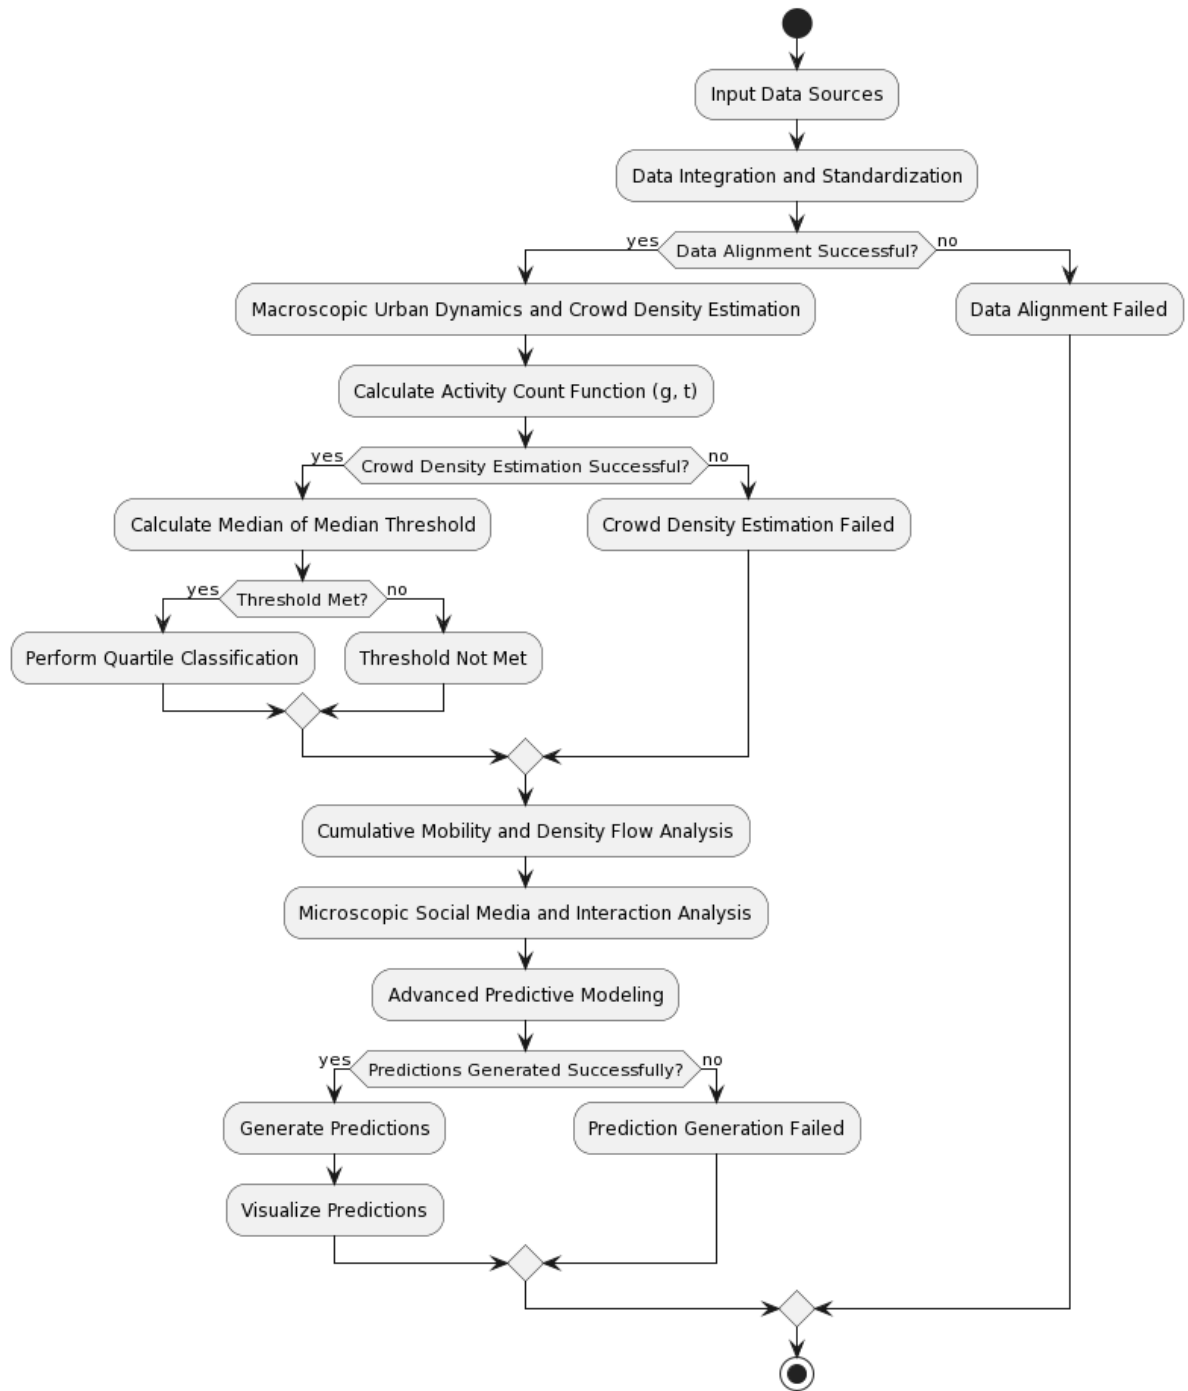 Input Data Sources
Data Integration and Standardization
yes
Data Alignment Successful?
no
Macroscopic Urban Dynamics and Crowd Density Estimation
Data Alignment Failed
Calculate Activity Count Function (g, t)
yes
Crowd Density Estimation Successful?
no
Calculate Median of Median Threshold
Crowd Density Estimation Failed
yes
Threshold Met?
no
Perform Quartile Classification
Threshold Not Met
Cumulative Mobility and Density Flow Analysis
Microscopic Social Media and Interaction Analysis
Advanced Predictive Modeling
yes
Predictions Generated Successfully?
no
Generate Predictions
Prediction Generation Failed
Visualize Predictions